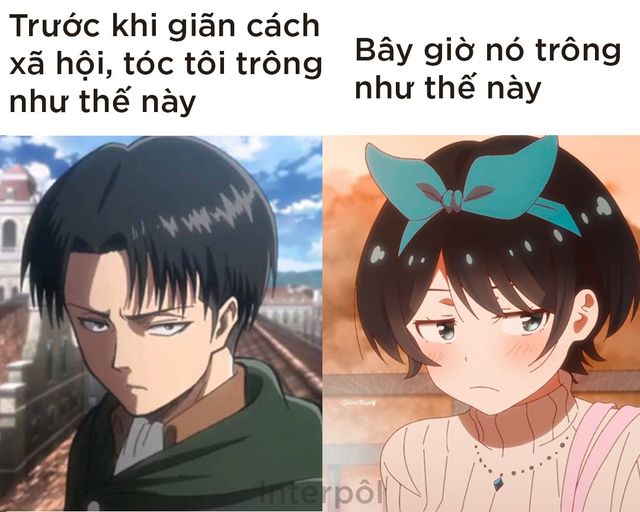 Trước khi giãn cách
xã hội, tóc tôi trông
như thế này
Bây giờ nó trông
như thế này
Interpôl